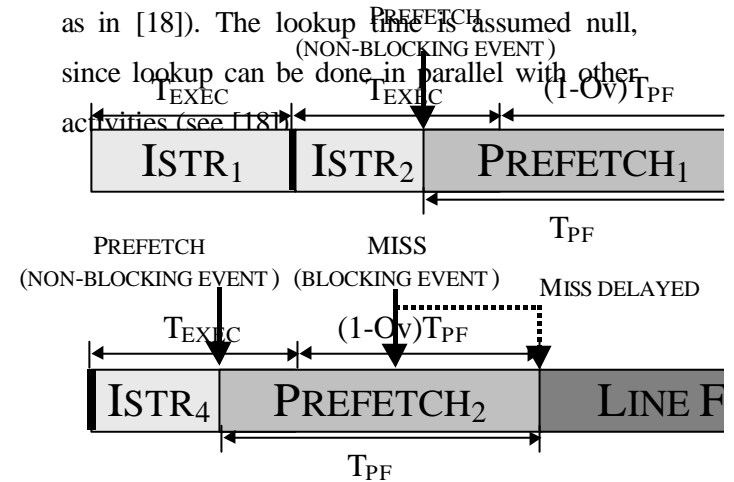 as in [18]). The lookup time is assumed null,
PREFETCH
(NON-BLOCKING EVENT)
since lookup can be done in parallel with other
TEXEC TEXEC (1-Ov)TPF
activities (see [18]
ISTR1 ISTR2 PREFETCH1
TPF
PREFETCH MISS
(NON-BLOCKING EVENT) (BLOCKING EVENT)
MISS DELAYED
TEXEC (1-Ov)TPF
ISTR4 PREFETCH2 LINE F
TPF